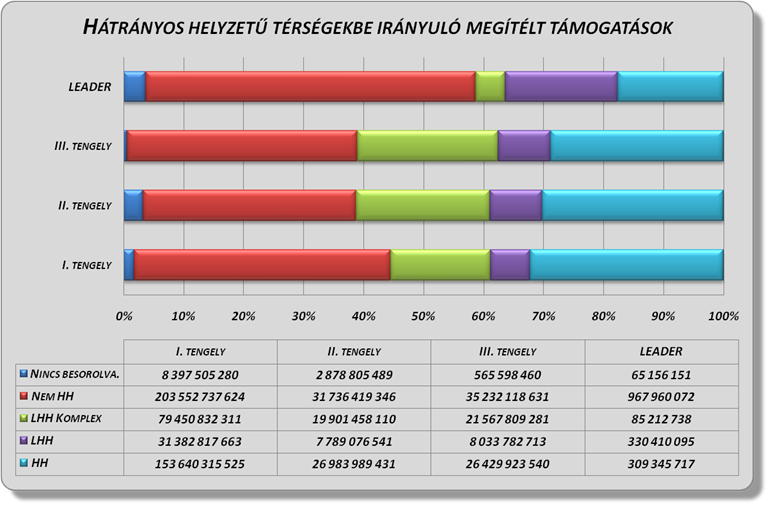 HÁTRÁNYOS HELYZETŰ TÉRSÉGEKBE IRÁNYULÓ MEGÍTÉLT TÁMOGATÁSOK
LEADER
III. TENGELY
II. TENGELY
I. TENGELY
0% 10% 20% 30% 40% 50% 60% 70% 80% 90% 100%
I. TENGELY II. TENGELY III. TENGELY LEADER
NINCS BESOROLVA. 8 397 505 280 2 878 805 489 565 598 460 65 156 151
NEM HH 203 552 737 624 31 736 419 346 35 232 118 631 967 960 072
LHH KOMPLEX 79 450 832 311 19 901 458 110 21 567 809 281 85 212 738
LHH 31 382 817 663 7 789 076 541 8 033 782 713 330 410 095
HH 153 640 315 525 26 983 989 431 26 429 923 540 309 345 717